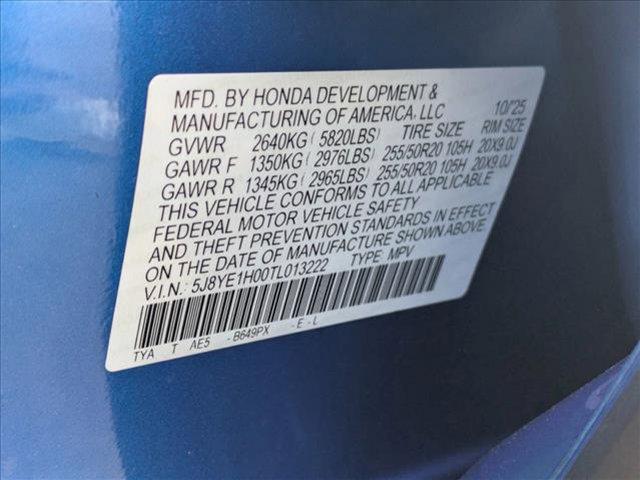 MFD. BY HONDA DEVELOPMENT &
MANUFACTURING OF AMERICA, LLC 10/'25
GVWR 2640KG ( 5820LBS) TIRE SIZE RIM SIZE
GAWR F 1350KG ( 2976LBS) 255/50R20 105H 20X9.0J
GAWR R 1345KG ( 2965LBS) 255/50R20 105H 20X9.0J
THIS VEHICLE CONFORMS TO ALL APPLICABLE
FEDERAL MOTOR VEHICLE SAFETY
AND THEFT PREVENTION STANDARDS IN EFFECT
ON THE DATE OF MANUFACTURE SHOWN ABOVE.
V.I.N.: 5J8YE1H00TL013222 TYPE: MPV
TYA T AE5 - B649PX - E - L